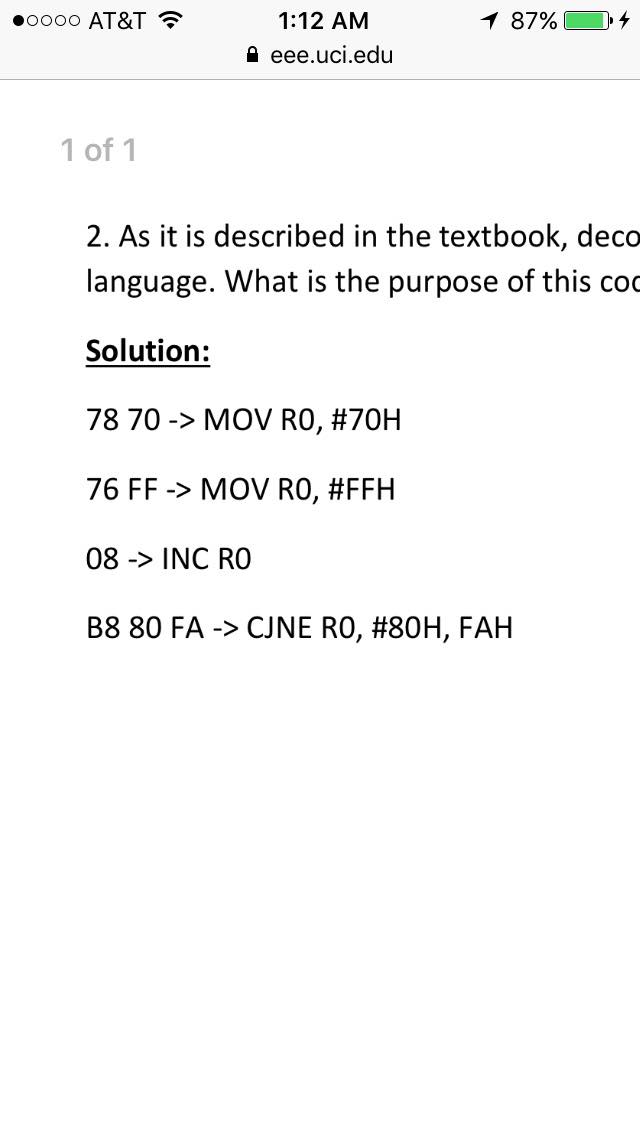 AT&T 1:12 AM 87%
eee.uci.edu
1 of 1
2. As it is described in the textbook, deco
language. What is the purpose of this coc
Solution:
78 70 -> MOV R0, #70H
76 FF -> MOV R0, #FFH
08 -> INC R0
B8 80 FA -> CJNE R0, #80H, FAH